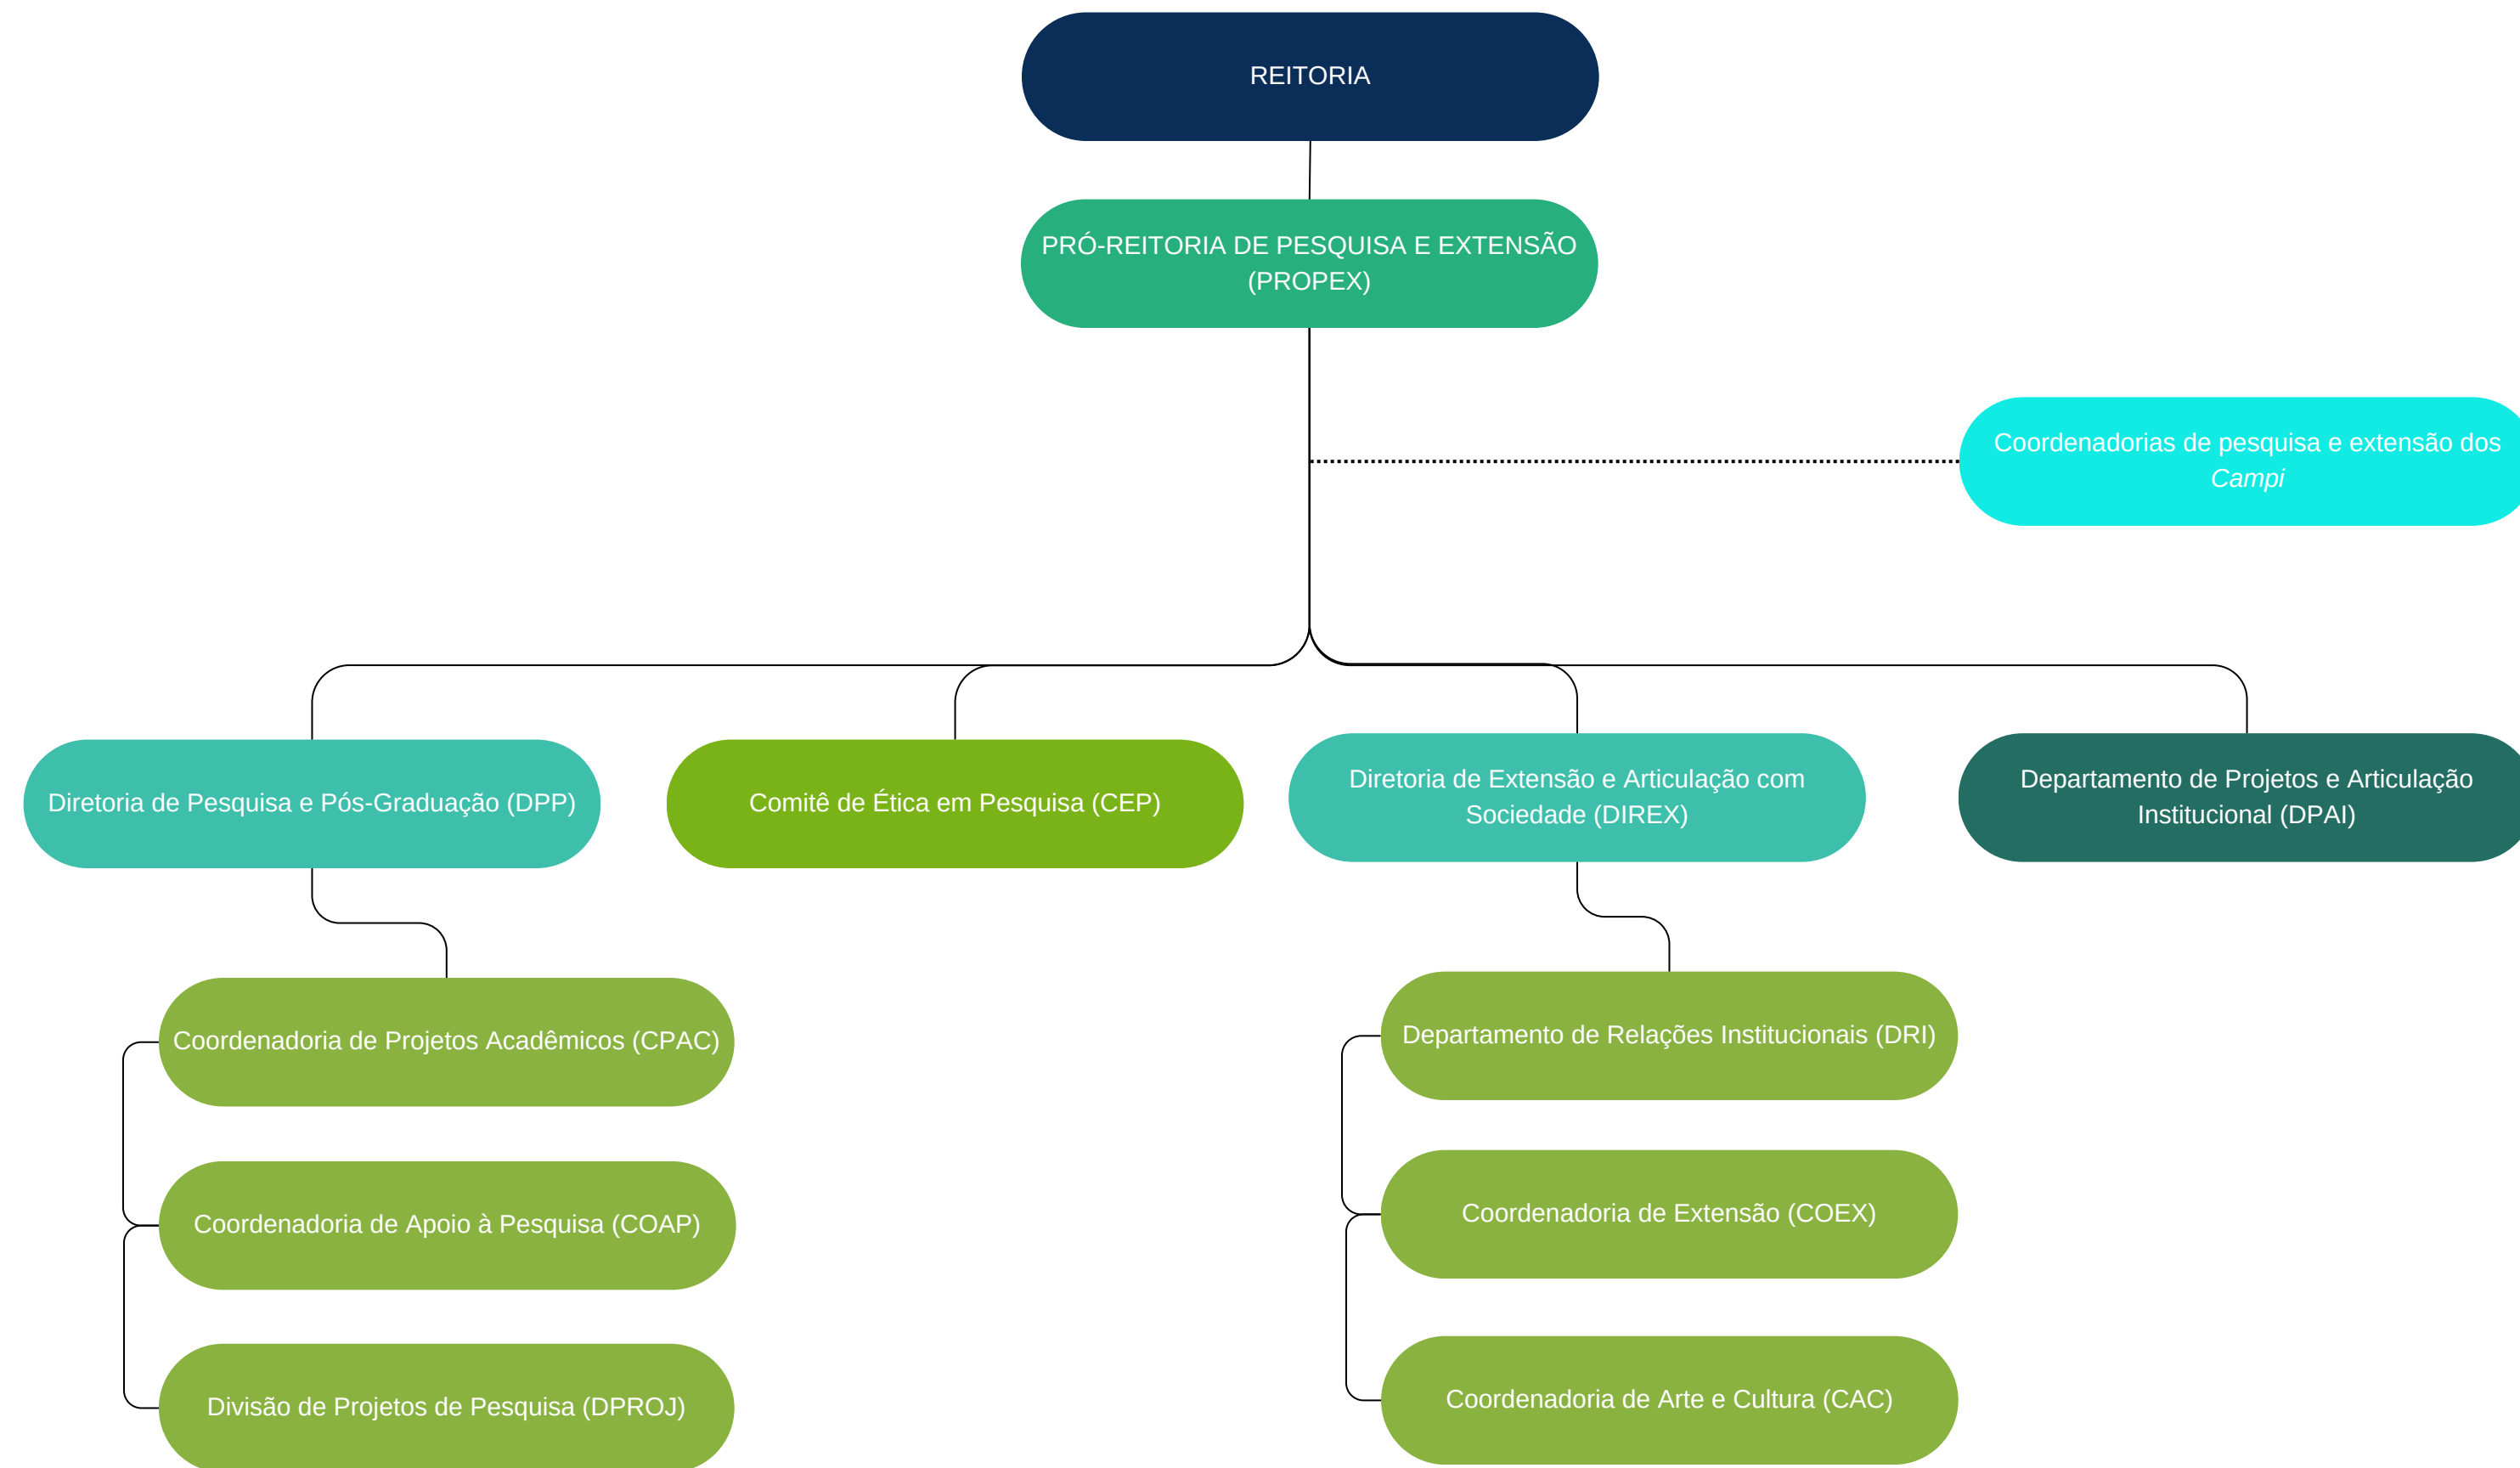 REITORIA
PRÓ-REITORIA DE PESQUISA E EXTENSÃO
(PROPEX)
Coordenadorias de pesquisa e extensão dos
Campi
Diretoria de Pesquisa e Pós-Graduação (DPP)
Comitê de Ética em Pesquisa (CEP)
Diretoria de Extensão e Articulação com
Sociedade (DIREX)
Departamento de Projetos e Articulação
Institucional (DPAI)
Coordenadoria de Projetos Acadêmicos (CPAC)
Coordenadoria de Apoio à Pesquisa (COAP)
Divisão de Projetos de Pesquisa (DPROJ)
Departamento de Relações Institucionais (DRI)
Coordenadoria de Extensão (COEX)
Coordenadoria de Arte e Cultura (CAC)